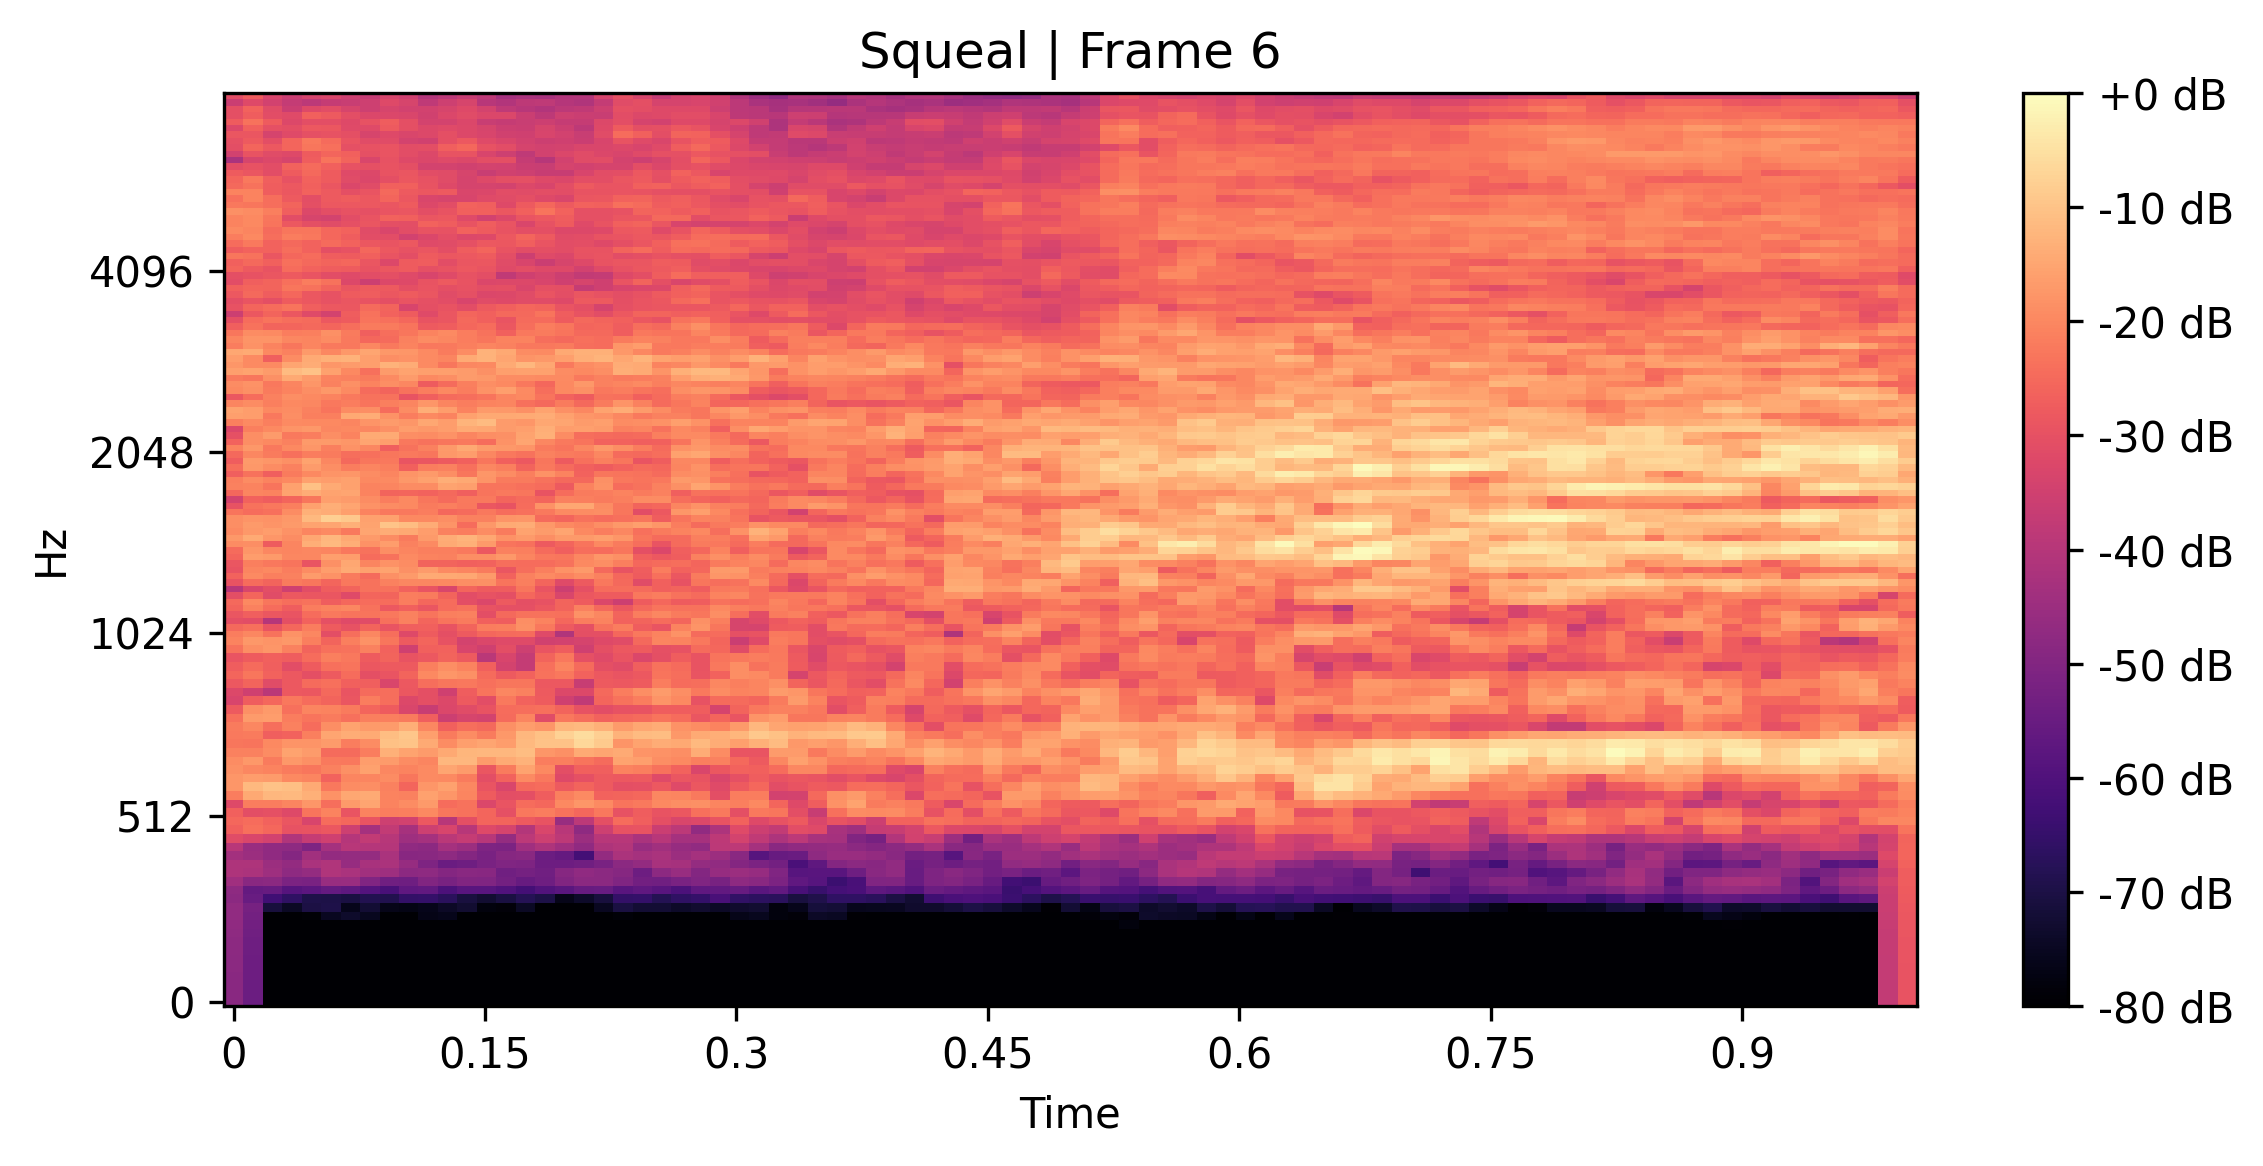 Squeal | Frame 6
+0 dB
-10 dB
-20 dB
-30 dB
-40 dB
-50 dB
-60 dB
-70 dB
-80 dB
Hz
4096
2048
1024
512
0
0 0.15 0.3 0.45 0.6 0.75 0.9
Time